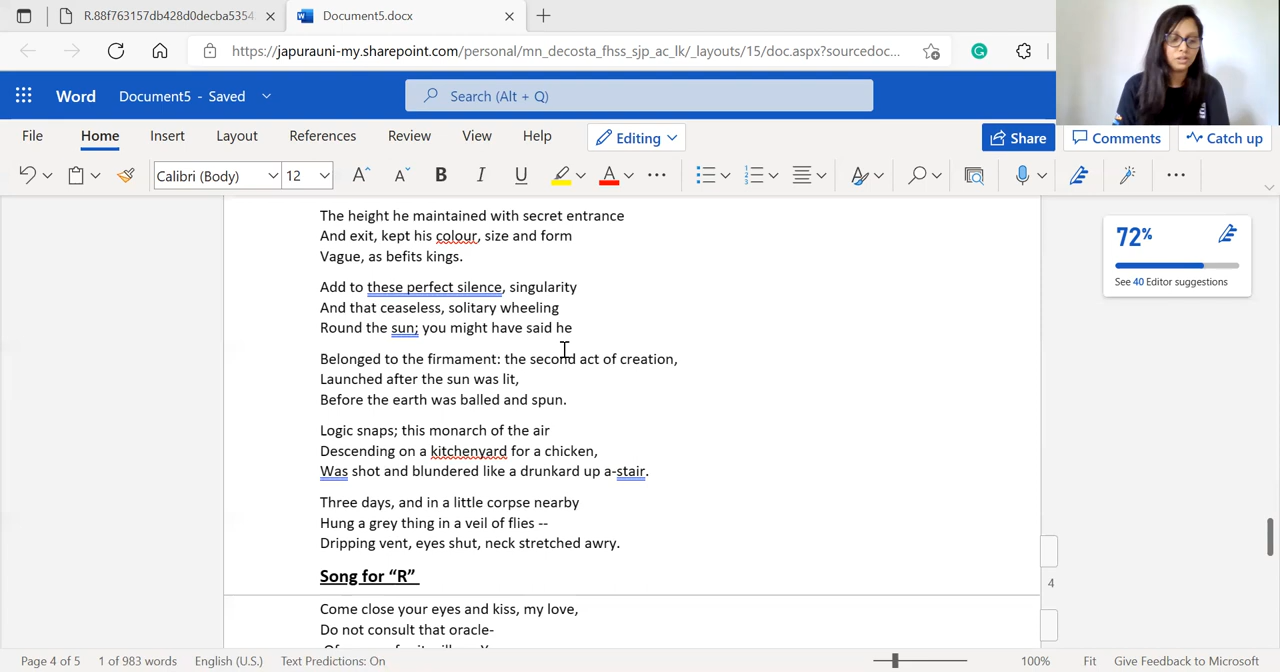 R.88f763157db428d0decba5354
Document5.docx
https://japurauni-my.sharepoint.com/personal/mn_decosta_fhss_sjp_ac_lk/_layouts/15/doc.aspx?sourcedoc...
Word
Document5 - Saved
Search (Alt + Q)
File
Home
Insert
Layout
References
Review
View
Help
Editing
Share
Comments
Catch up
Calibri (Body)
12
The height he maintained with secret entrance
And exit, kept his colour, size and form
Vague, as befits kings.
Add to these perfect silence, singularity
And that ceaseless, solitary wheeling
Round the sun; you might have said he
Belonged to the firmament: the second act of creation,
Launched after the sun was lit,
Before the earth was balled and spun.
Logic snaps; this monarch of the air
Descending on a kitchenyard for a chicken,
Was shot and blundered like a drunkard up a-stair.
Three days, and in a little corpse nearby
Hung a grey thing in a veil of flies --
Dripping vent, eyes shut, neck stretched awry.
Song for “R”
Come close your eyes and kiss, my love,
Do not consult that oracle-
72%
See 40 Editor suggestions
4
Page 4 of 5
1 of 983 words
English (U.S.)
Text Predictions: On
100%
Fit
Give Feedback to Microsoft